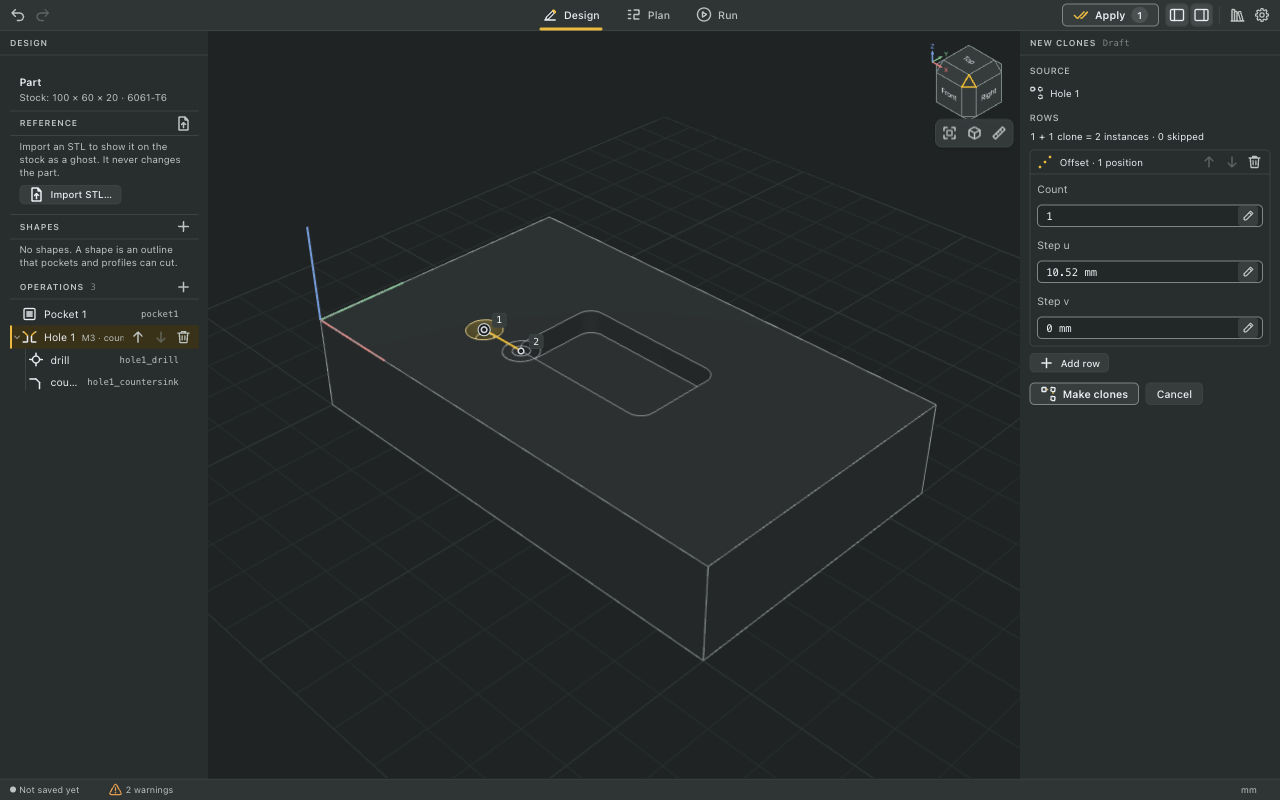 Design
Plan
Run
Apply 1
DESIGN
Part
Stock: 100 × 60 × 20 · 6061-T6
REFERENCE
Import an STL to show it on the
stock as a ghost. It never changes
the part.
Import STL...
SHAPES
No shapes. A shape is an outline
that pockets and profiles can cut.
OPERATIONS 3
Pocket 1 pocket1
Hole 1 M3 · coun
drill hole1_drill
cou... hole1_countersink
Not saved yet
2 warnings
1
2
Z
Y
X
Top
Front
Right
NEW CLONES Draft
SOURCE
Hole 1
ROWS
1 + 1 clone = 2 instances · 0 skipped
Offset · 1 position
Count
1
Step u
10.52 mm
Step v
0 mm
Add row
Make clones
Cancel
mm